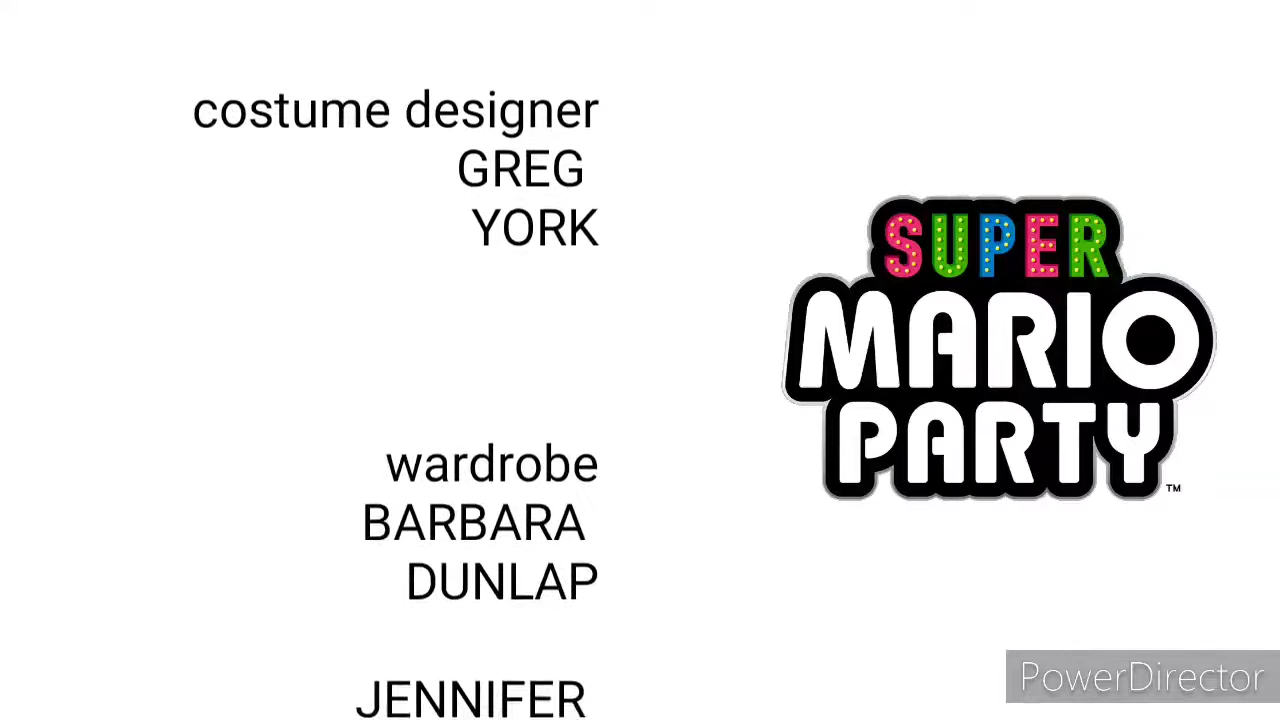 costume designer
GREG
YORK
wardrobe
BARBARA
DUNLAP
JENNIFER
SUPER
MARIO
PARTY
TM
PowerDirector